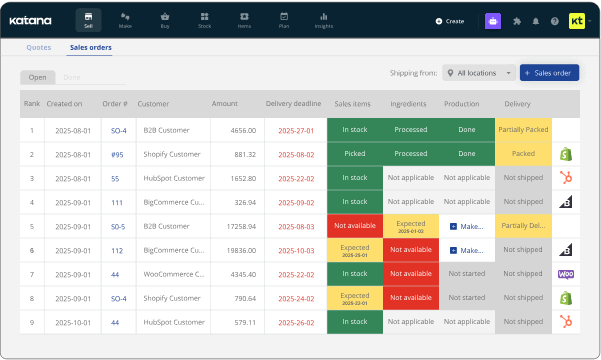 katana Sell Make Buy Stock Items Plan Insights Create kt
Quotes Sales orders
Open Done Shipping from: All locations + Sales order
Rank Created on Order # Customer Amount Delivery deadline Sales items Ingredients Production Delivery
1 2025-08-01 SO-4 B2B Customer 4656.00 2025-27-01 In stock Processed Done Partially Packed
2 2025-08-01 #95 Shopify Customer 881.32 2025-08-02 Picked Processed Done Packed
3 2025-08-01 55 HubSpot Customer 1652.80 2025-22-02 In stock Not applicable Not applicable Not shipped
4 2025-09-01 111 BigCommerce Cu... 326.94 2025-09-02 In stock Not applicable Not applicable Not shipped
5 2025-09-01 SO-5 B2B Customer 17258.94 2025-08-03 Not available Expected Make... Partially Del...
2025-01-03
6 2025-09-01 112 BigCommerce Cu... 19836.00 2025-10-03 Expected Not available Make... Not shipped
2025-25-01
7 2025-09-01 44 WooCommerce C... 4345.40 2025-22-02 In stock Not available Not started Not shipped Woo
8 2025-09-01 SO-4 Shopify Customer 790.64 2025-24-02 Expected Not available Not started Not shipped
2025-22-01
9 2025-10-01 44 HubSpot Customer 579.11 2025-26-02 In stock Not applicable Not applicable Not shipped